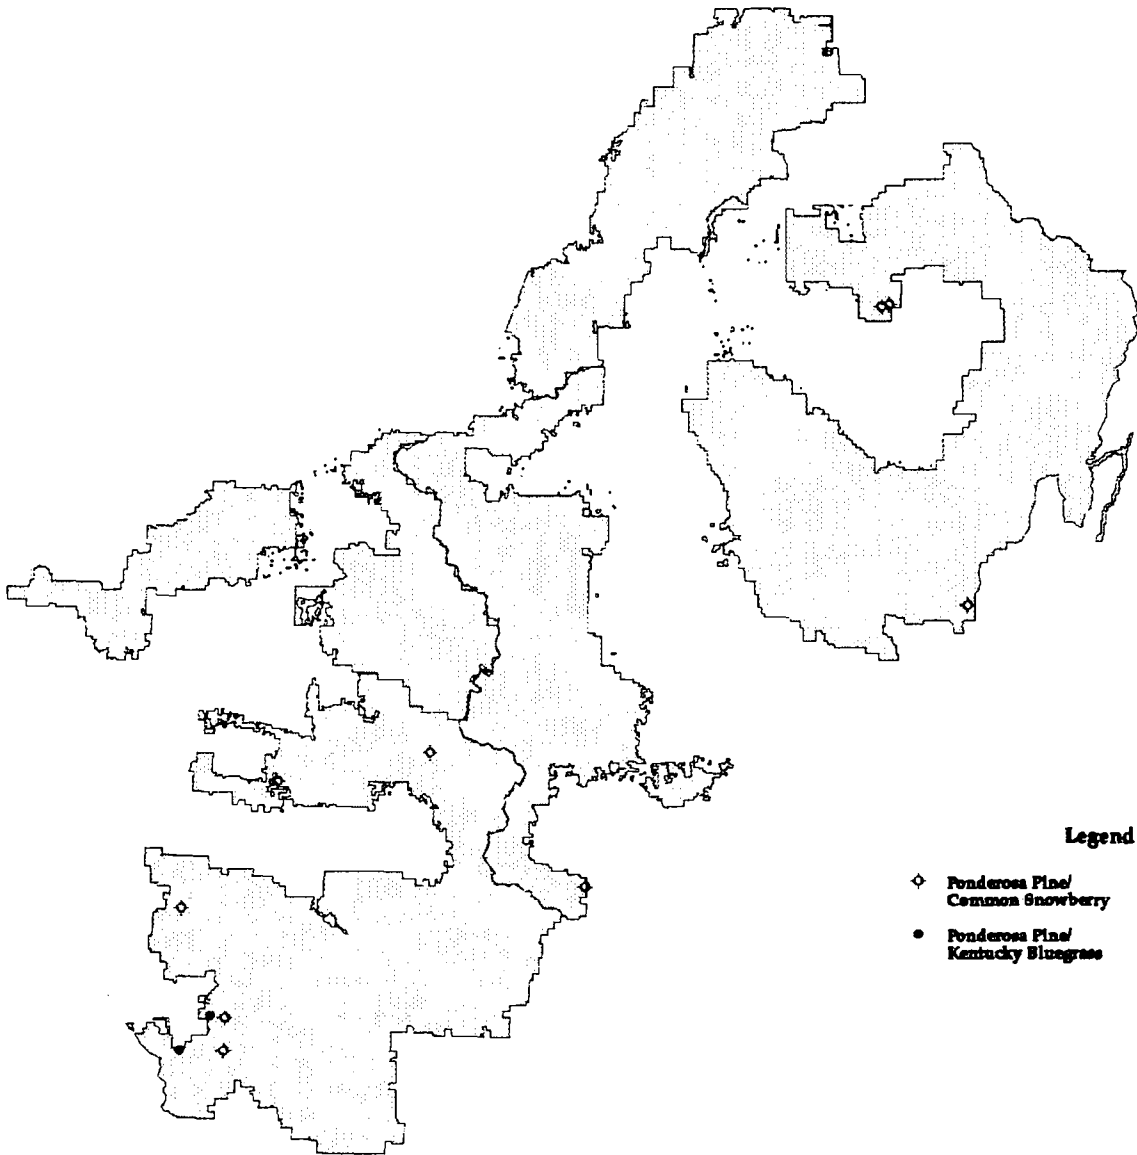 Legend
Ponderosa Pine/
Common Snowberry
Ponderosa Pine/
Kentucky Bluegrass